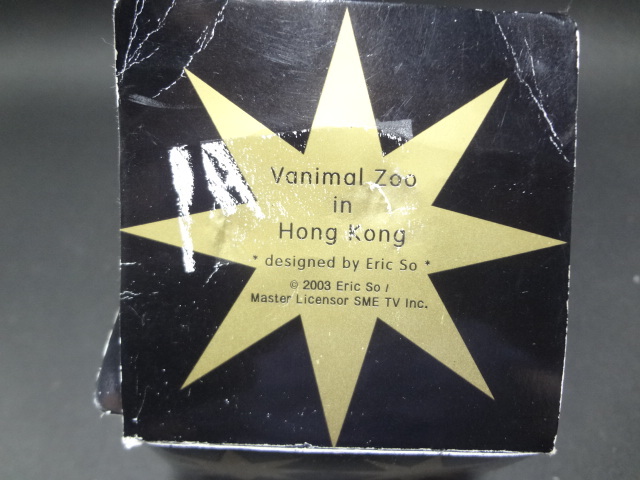 Vanimal Zoo
in
Hong Kong
* designed by Eric So *
© 2003 Eric So /
Master Licensor SME TV Inc.